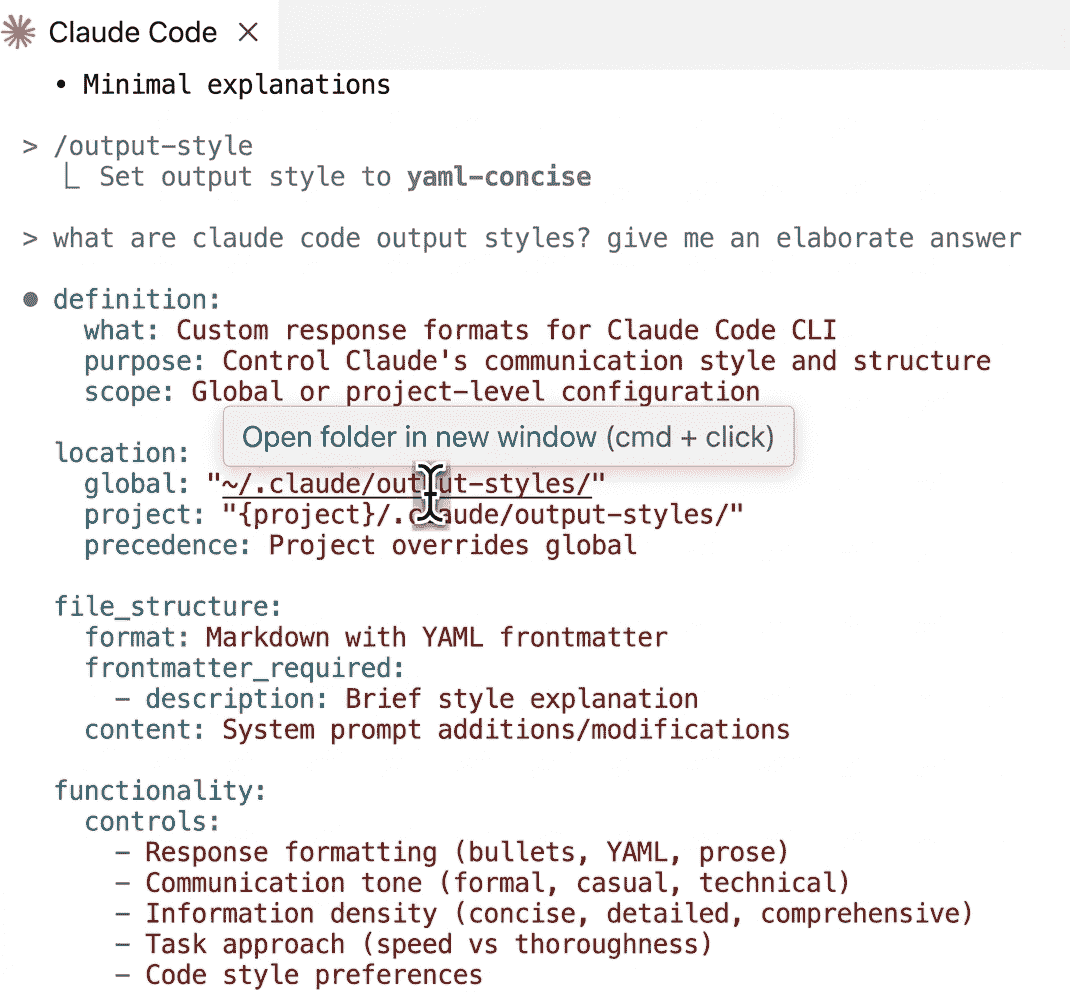 Claude Code ×
• Minimal explanations
> /output-style
⎿ Set output style to yaml-concise
> what are claude code output styles? give me an elaborate answer
● definition:
what: Custom response formats for Claude Code CLI
purpose: Control Claude's communication style and structure
scope: Global or project-level configuration
Open folder in new window (cmd + click)
location:
global: "~/.claude/output-styles/"
project: "{project}/.claude/output-styles/"
precedence: Project overrides global
file_structure:
format: Markdown with YAML frontmatter
frontmatter_required:
– description: Brief style explanation
content: System prompt additions/modifications
functionality:
controls:
– Response formatting (bullets, YAML, prose)
– Communication tone (formal, casual, technical)
– Information density (concise, detailed, comprehensive)
– Task approach (speed vs thoroughness)
– Code style preferences